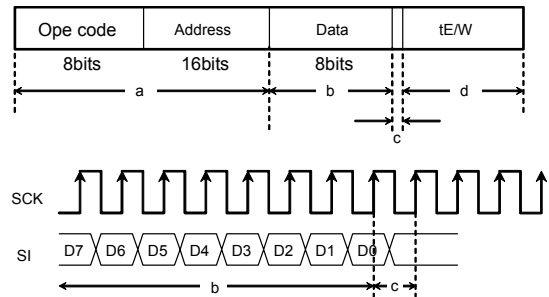 Ope code Address Data tE/W
8bits 16bits 8bits
a b d
c
SCK
SI D7 D6 D5 D4 D3 D2 D1 D0
b c